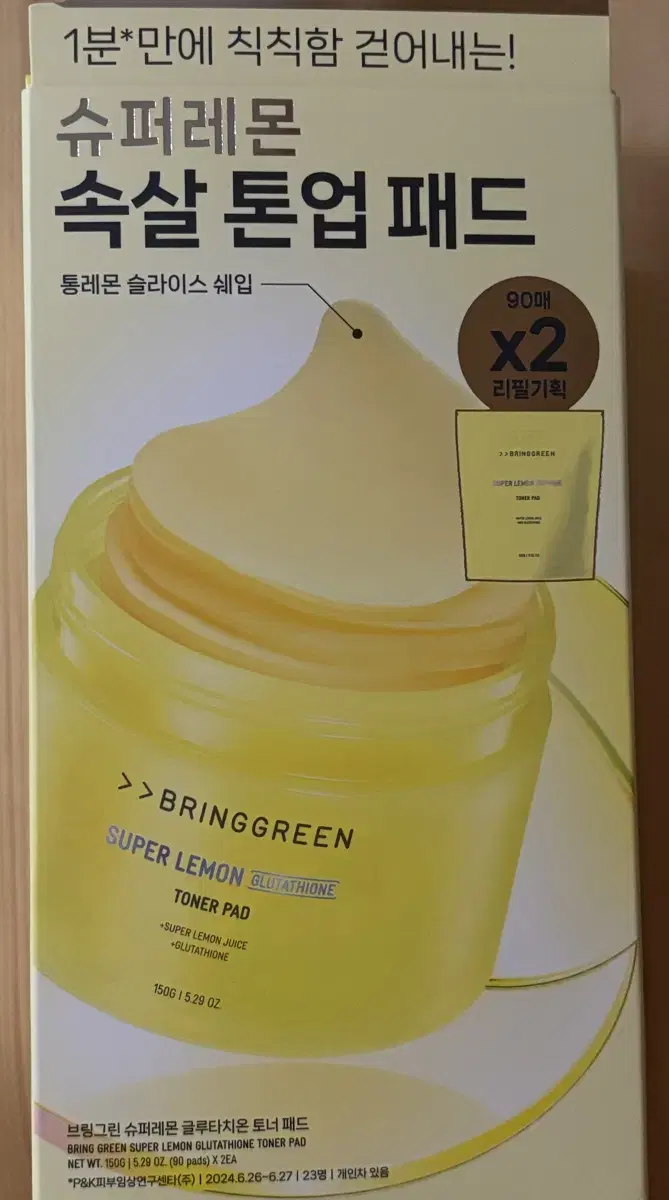 1분*만에 칙칙함 걷어내는!
슈퍼레몬
속살 톤업 패드
통레몬 슬라이스 쉐입
90매
x2
리필기획
>>BRINGGREEN
SUPER LEMON
TONER PAD
>>BRINGGREEN
SUPER LEMON GLUTATHIONE
TONER PAD
+SUPER LEMON JUICE
+GLUTATHIONE
150G | 5.29 OZ.
브링그린 슈퍼레몬 글루타치온 토너 패드
BRING GREEN SUPER LEMON GLUTATHIONE TONER PAD
NET WT. 150G | 5.29 OZ. (90 pads) X 2EA
*P&K피부임상연구센타(주) | 2024.6.26~6.27 | 23명 | 개인차 있음